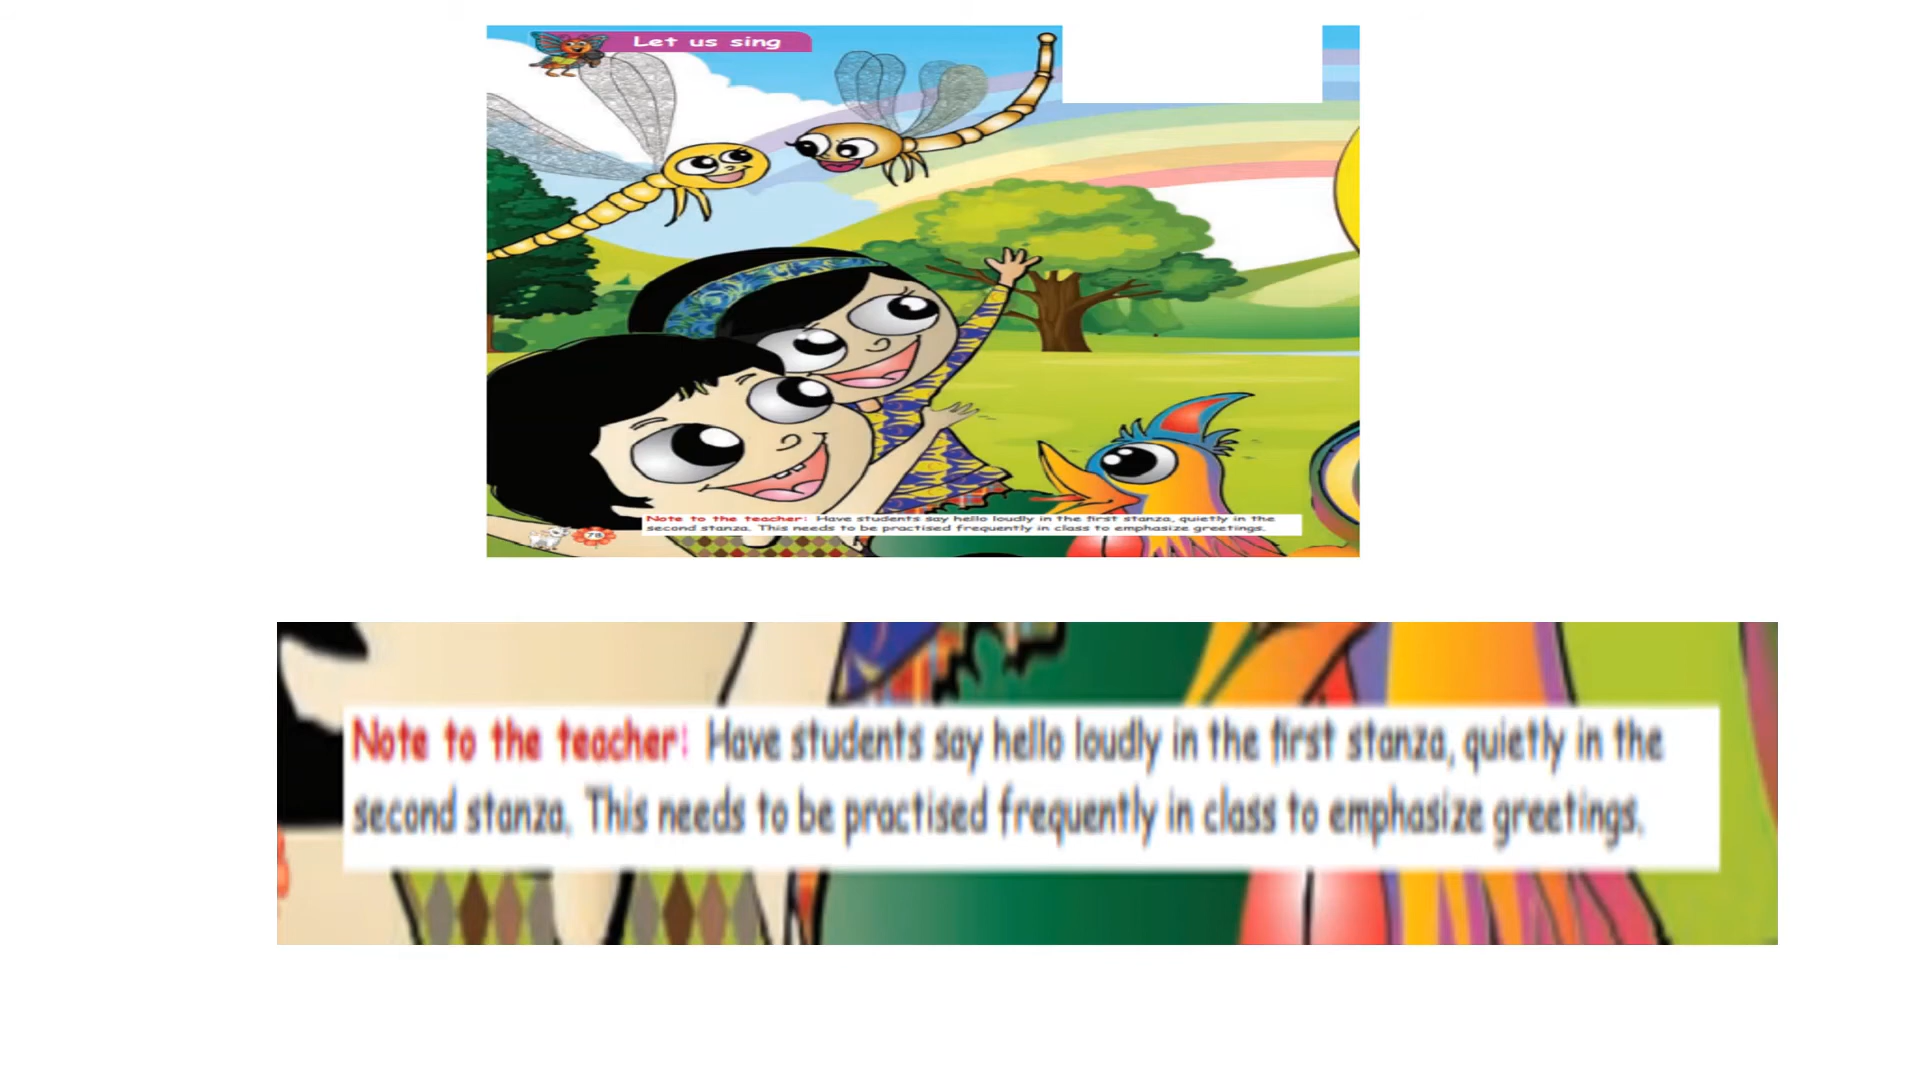 Let us sing
Note to the teacher: Have students say hello loudly in the first stanza, quietly in the
second stanza. This needs to be practised frequently in class to emphasize greetings.
78
Note to the teacher: Have students say hello loudly in the first stanza, quietly in the
second stanza. This needs to be practised frequently in class to emphasize greetings.